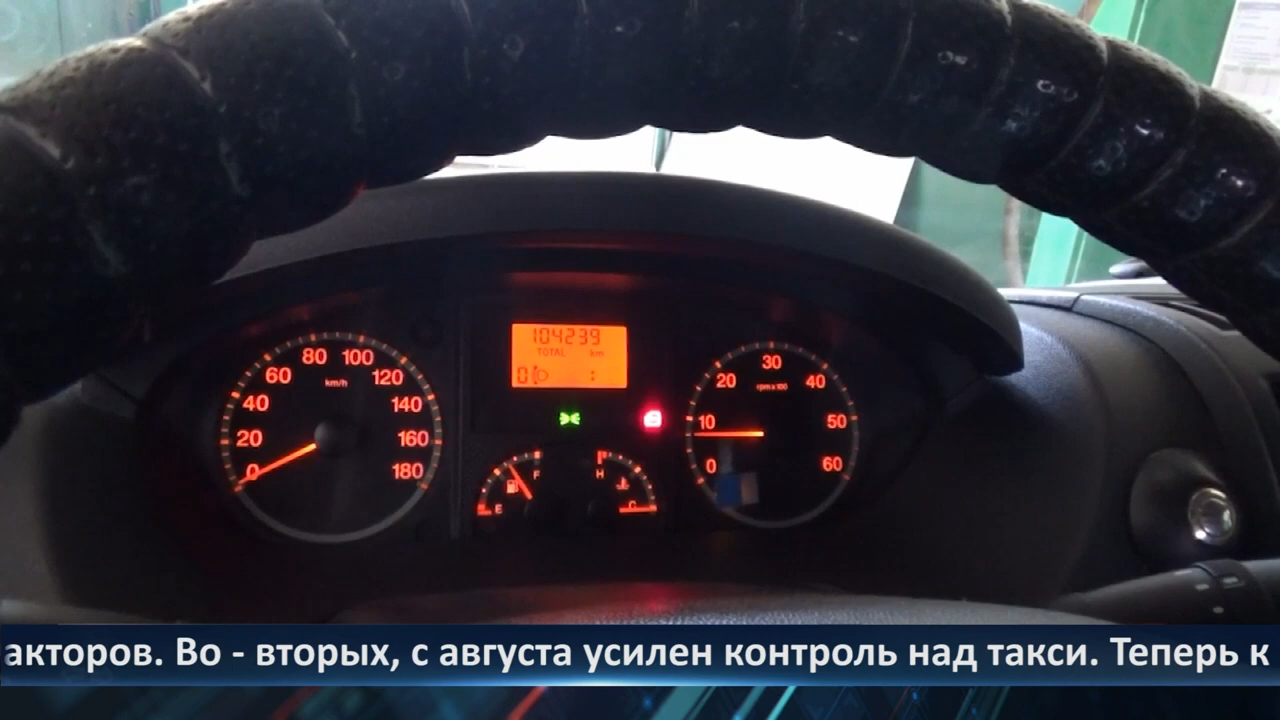 104239
TOTAL km
80 100
60 120
km/h
40 140
20 160
0 180
30
20 40
rpm x 100
10 50
0 60
F H
E C
акторов. Во - вторых, с августа усилен контроль над такси. Теперь к